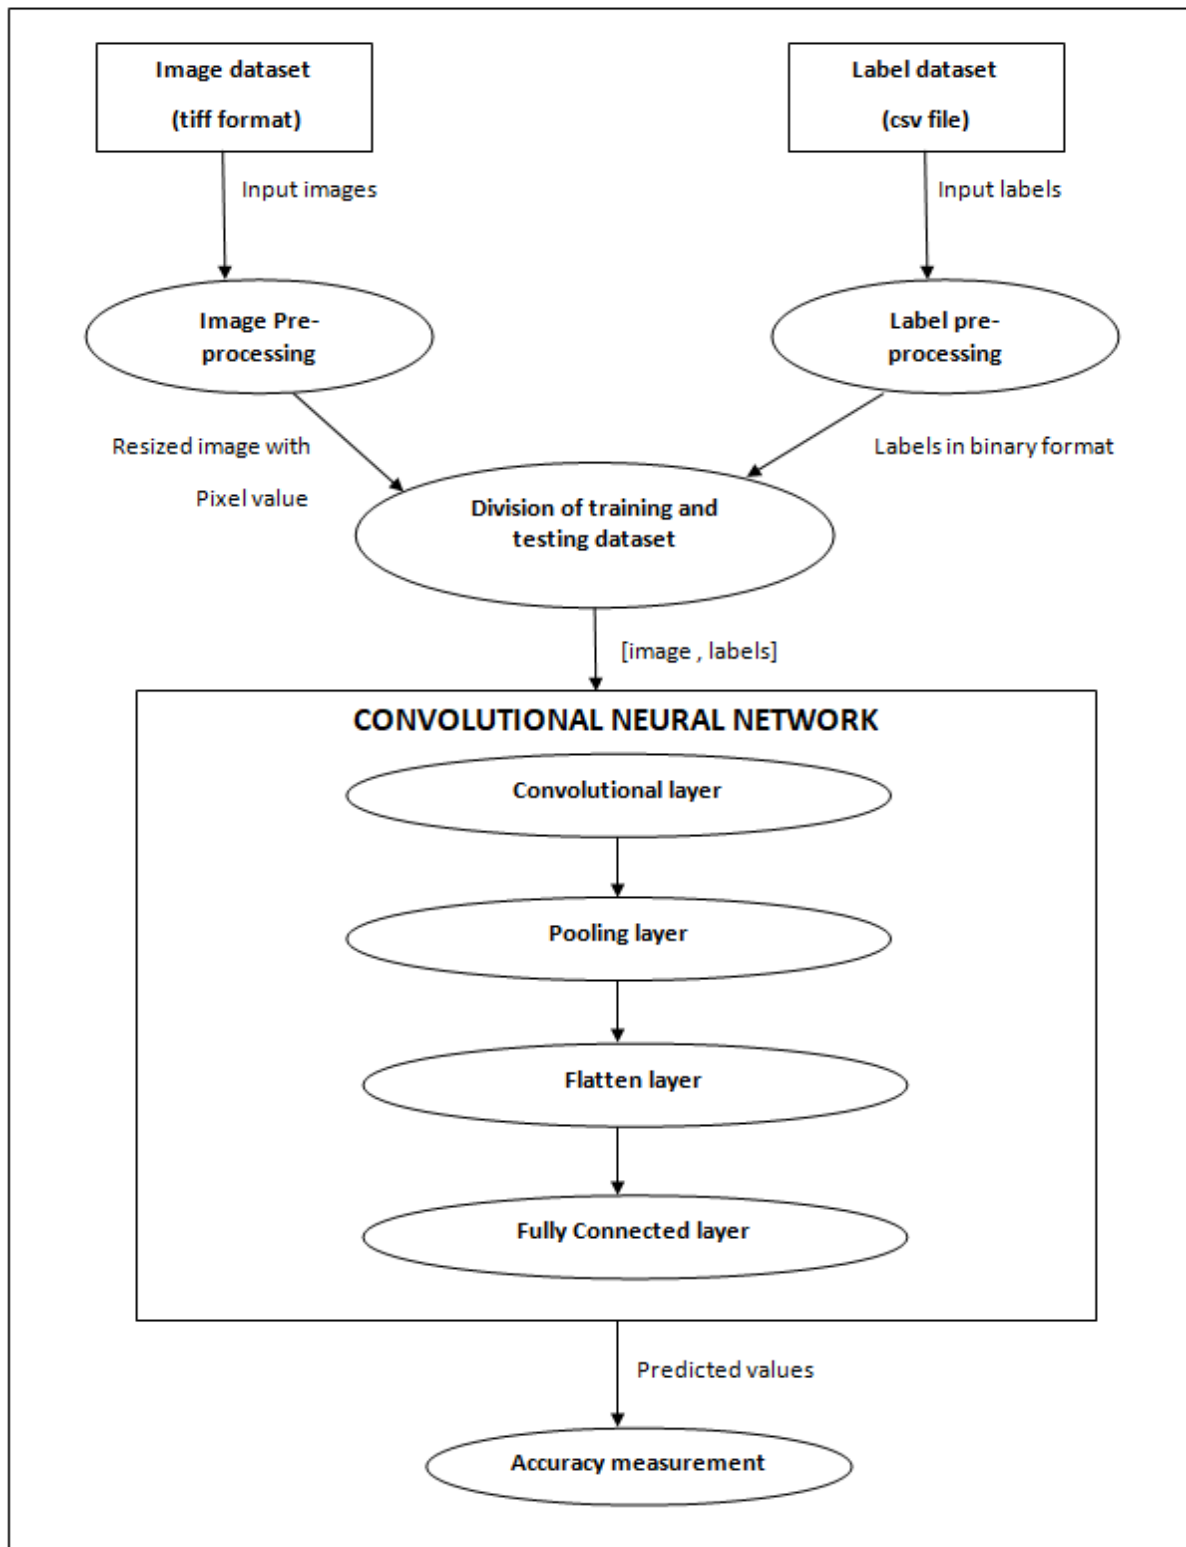 Image dataset
(tiff format)
Label dataset
(csv file)
Input images
Input labels
Image Pre-
processing
Label pre-
processing
Resized image with
Pixel value
Labels in binary format
Division of training and
testing dataset
[image , labels]
CONVOLUTIONAL NEURAL NETWORK
Convolutional layer
Pooling layer
Flatten layer
Fully Connected layer
Predicted values
Accuracy measurement